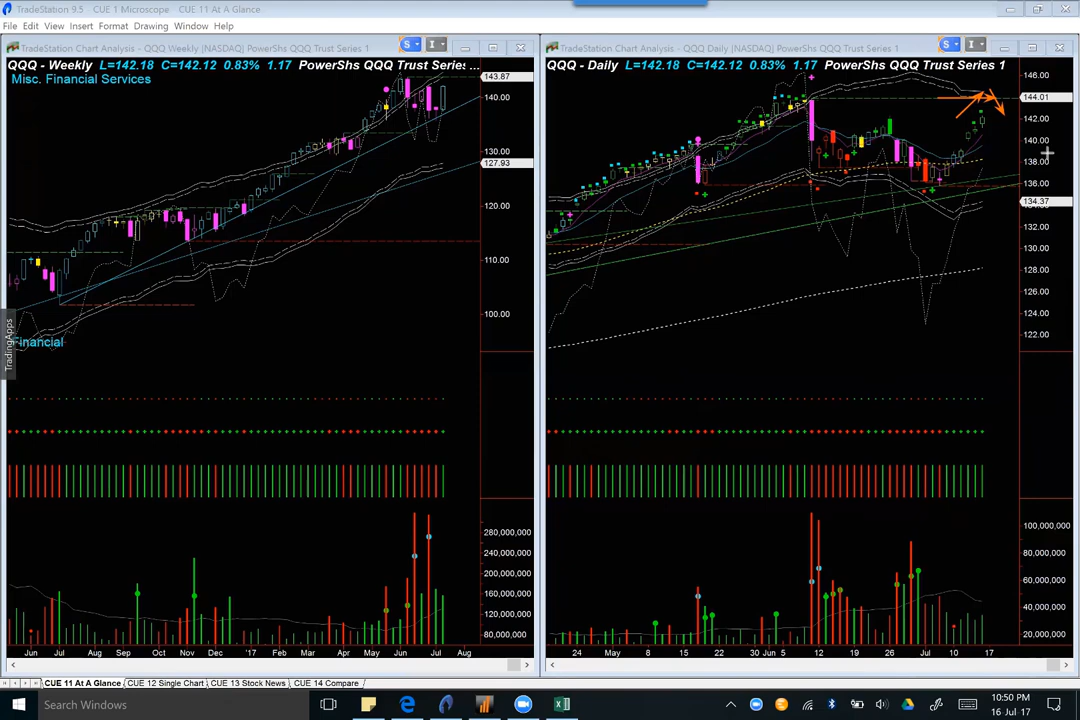 TradeStation 9.5 - CUE 1 Microscope - CUE 11 At A Glance
File Edit View Insert Format Drawing Window Help
TradeStation Chart Analysis - QQQ Weekly |NASDAQ| PowerShs QQQ Trust Series 1
S I
QQQ - Weekly L=142.18 C=142.12 0.83% 1.17 PowerShs QQQ Trust Series ...
Misc. Financial Services
143.87
140.00
130.00
127.93
120.00
110.00
100.00
TradingApps
Financial
280,000,000
240,000,000
200,000,000
160,000,000
120,000,000
80,000,000
Jun Jul Aug Sep Oct Nov Dec '17 Feb Mar Apr May Jun Jul Aug
TradeStation Chart Analysis - QQQ Daily |NASDAQ| PowerShs QQQ Trust Series 1
S I
QQQ - Daily L=142.18 C=142.12 0.83% 1.17 PowerShs QQQ Trust Series 1
146.00
144.01
142.00
140.00
138.00
136.00
134.37
132.00
130.00
128.00
126.00
124.00
122.00
100,000,000
80,000,000
60,000,000
40,000,000
20,000,000
24 May 8 15 23 30 Jun 5 12 19 26 Jul 10 17
CUE 11 At A Glance CUE 12 Single Chart CUE 13 Stock News CUE 14 Compare
Search Windows
10:50 PM
16 Jul 17